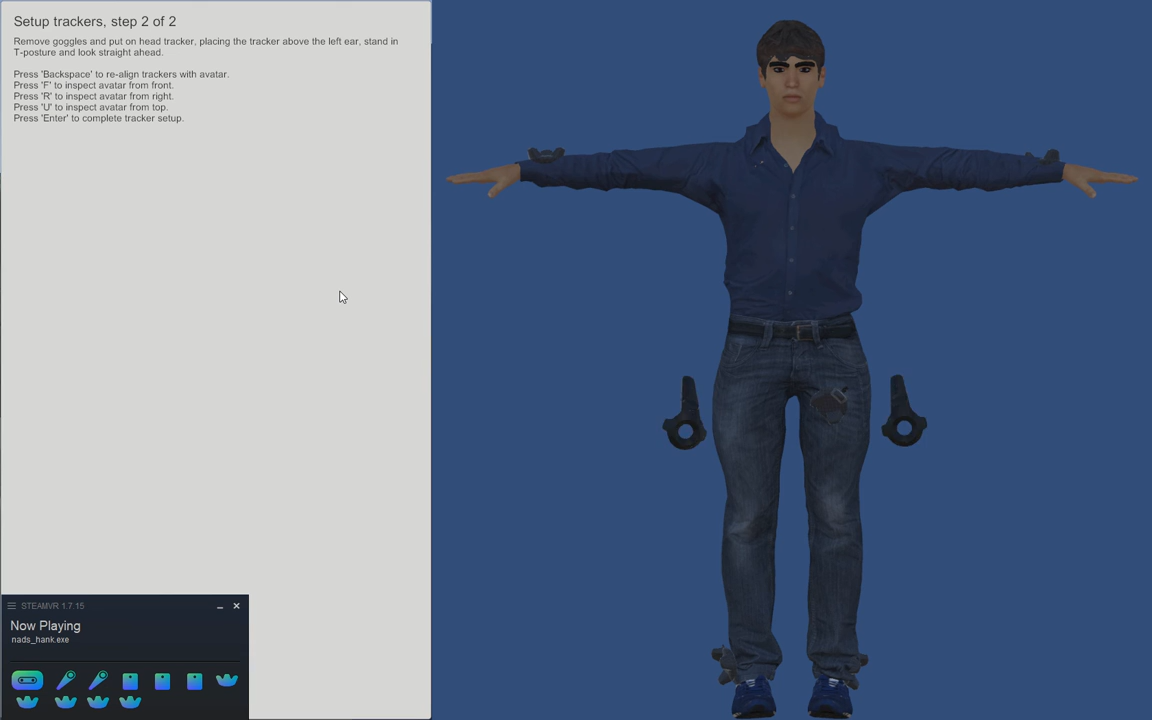 Setup trackers, step 2 of 2
Remove goggles and put on head tracker, placing the tracker above the left ear, stand in
T-posture and look straight ahead.
Press 'Backspace' to re-align trackers with avatar.
Press 'F' to inspect avatar from front.
Press 'R' to inspect avatar from right.
Press 'U' to inspect avatar from top.
Press 'Enter' to complete tracker setup.
STEAMVR 1.7.15
Now Playing
nads_hank.exe